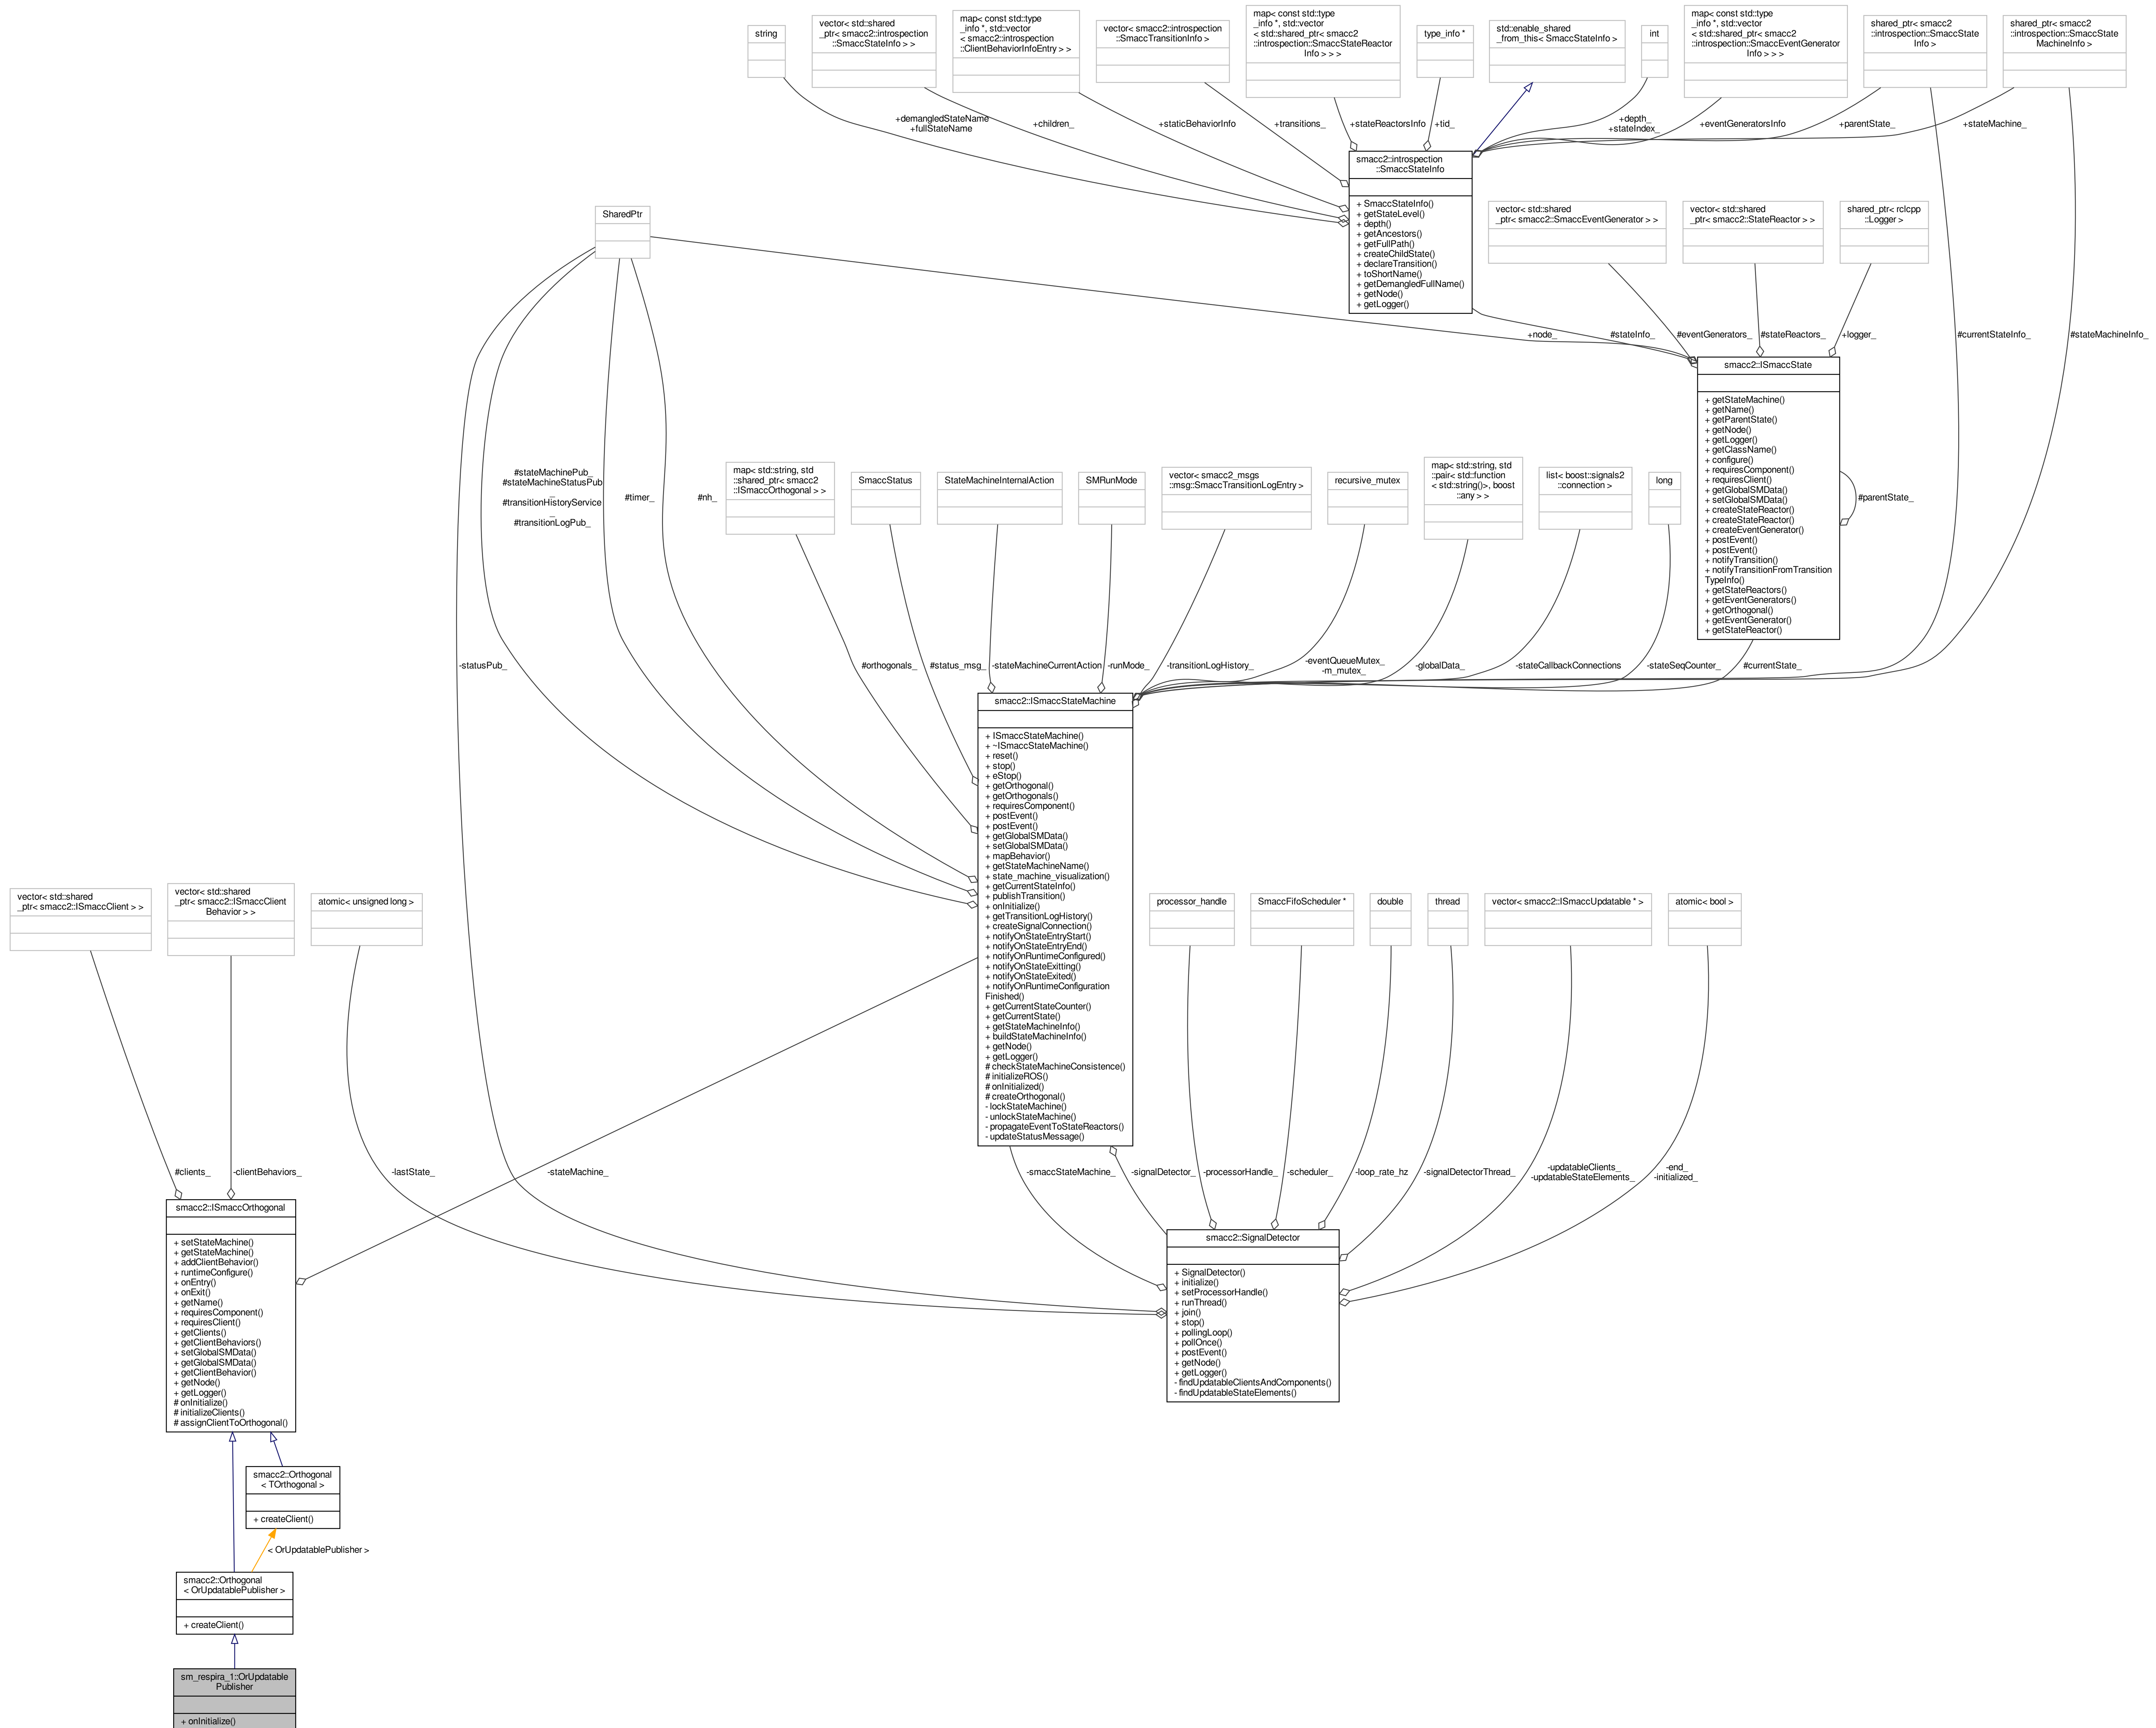 string
vector< std::shared
_ptr< smacc2::introspection
::SmaccStateInfo > >
map< const std::type
_info *, std::vector
< smacc2::introspection
::ClientBehaviorInfoEntry > >
vector< smacc2::introspection
::SmaccTransitionInfo >
map< const std::type
_info *, std::vector
< std::shared_ptr< smacc2
::introspection::SmaccStateReactor
Info > > >
type_info *
std::enable_shared
_from_this< SmaccStateInfo >
int
map< const std::type
_info *, std::vector
< std::shared_ptr< smacc2
::introspection::SmaccEventGenerator
Info > > >
shared_ptr< smacc2
::introspection::SmaccState
Info >
shared_ptr< smacc2
::introspection::SmaccState
MachineInfo >
+demangledStateName
+fullStateName
+children_
+staticBehaviorInfo
+transitions_
+stateReactorsInfo
+tid_
+depth_
+stateIndex_
+eventGeneratorsInfo
+parentState_
+stateMachine_
smacc2::introspection
::SmaccStateInfo
+ SmaccStateInfo()
+ getStateLevel()
+ depth()
+ getAncestors()
+ getFullPath()
+ createChildState()
+ declareTransition()
+ toShortName()
+ getDemangledFullName()
+ getNode()
+ getLogger()
SharedPtr
vector< std::shared
_ptr< smacc2::SmaccEventGenerator > >
vector< std::shared
_ptr< smacc2::StateReactor > >
shared_ptr< rclcpp
::Logger >
+node_
#stateInfo_
#eventGenerators_
#stateReactors_
+logger_
#currentStateInfo_
#stateMachineInfo_
smacc2::ISmaccState
+ getStateMachine()
+ getName()
+ getParentState()
+ getNode()
+ getLogger()
+ getClassName()
+ configure()
+ requiresComponent()
+ requiresClient()
+ getGlobalSMData()
+ setGlobalSMData()
+ createStateReactor()
+ createStateReactor()
+ createEventGenerator()
+ postEvent()
+ postEvent()
+ notifyTransition()
+ notifyTransitionFromTransition
TypeInfo()
+ getStateReactors()
+ getEventGenerators()
+ getOrthogonal()
+ getEventGenerator()
+ getStateReactor()
#parentState_
#stateMachinePub_
#stateMachineStatusPub
_
#transitionHistoryService
_
#transitionLogPub_
#timer_
#nh_
map< std::string, std
::shared_ptr< smacc2
::ISmaccOrthogonal > >
SmaccStatus
StateMachineInternalAction
SMRunMode
vector< smacc2_msgs
::msg::SmaccTransitionLogEntry >
recursive_mutex
map< std::string, std
::pair< std::function
< std::string()>, boost
::any > >
list< boost::signals2
::connection >
long
-statusPub_
#orthogonals_
#status_msg_
-stateMachineCurrentAction
-runMode_
-transitionLogHistory_
-eventQueueMutex_
-m_mutex_
-globalData_
-stateCallbackConnections
-stateSeqCounter_
#currentState_
smacc2::ISmaccStateMachine
+ ISmaccStateMachine()
+ ~ISmaccStateMachine()
+ reset()
+ stop()
+ eStop()
+ getOrthogonal()
+ getOrthogonals()
+ requiresComponent()
+ postEvent()
+ postEvent()
+ getGlobalSMData()
+ setGlobalSMData()
+ mapBehavior()
+ getStateMachineName()
+ state_machine_visualization()
+ getCurrentStateInfo()
+ publishTransition()
+ onInitialize()
+ getTransitionLogHistory()
+ createSignalConnection()
+ notifyOnStateEntryStart()
+ notifyOnStateEntryEnd()
+ notifyOnRuntimeConfigured()
+ notifyOnStateExitting()
+ notifyOnStateExited()
+ notifyOnRuntimeConfiguration
Finished()
+ getCurrentStateCounter()
+ getCurrentState()
+ getStateMachineInfo()
+ buildStateMachineInfo()
+ getNode()
+ getLogger()
# checkStateMachineConsistence()
# initializeROS()
# onInitialized()
# createOrthogonal()
- lockStateMachine()
- unlockStateMachine()
- propagateEventToStateReactors()
- updateStatusMessage()
vector< std::shared
_ptr< smacc2::ISmaccClient > >
vector< std::shared
_ptr< smacc2::ISmaccClient
Behavior > >
atomic< unsigned long >
processor_handle
SmaccFifoScheduler *
double
thread
vector< smacc2::ISmaccUpdatable * >
atomic< bool >
#clients_
-clientBehaviors_
-lastState_
-stateMachine_
-smaccStateMachine_
-signalDetector_
-processorHandle_
-scheduler_
-loop_rate_hz
-signalDetectorThread_
-updatableClients_
-updatableStateElements_
-end_
-initialized_
smacc2::ISmaccOrthogonal
+ setStateMachine()
+ getStateMachine()
+ addClientBehavior()
+ runtimeConfigure()
+ onEntry()
+ onExit()
+ getName()
+ requiresComponent()
+ requiresClient()
+ getClients()
+ getClientBehaviors()
+ setGlobalSMData()
+ getGlobalSMData()
+ getClientBehavior()
+ getNode()
+ getLogger()
# onInitialize()
# initializeClients()
# assignClientToOrthogonal()
smacc2::SignalDetector
+ SignalDetector()
+ initialize()
+ setProcessorHandle()
+ runThread()
+ join()
+ stop()
+ pollingLoop()
+ pollOnce()
+ postEvent()
+ getNode()
+ getLogger()
- findUpdatableClientsAndComponents()
- findUpdatableStateElements()
smacc2::Orthogonal
< TOrthogonal >
+ createClient()
< OrUpdatablePublisher >
smacc2::Orthogonal
< OrUpdatablePublisher >
+ createClient()
sm_respira_1::OrUpdatable
Publisher
+ onInitialize()